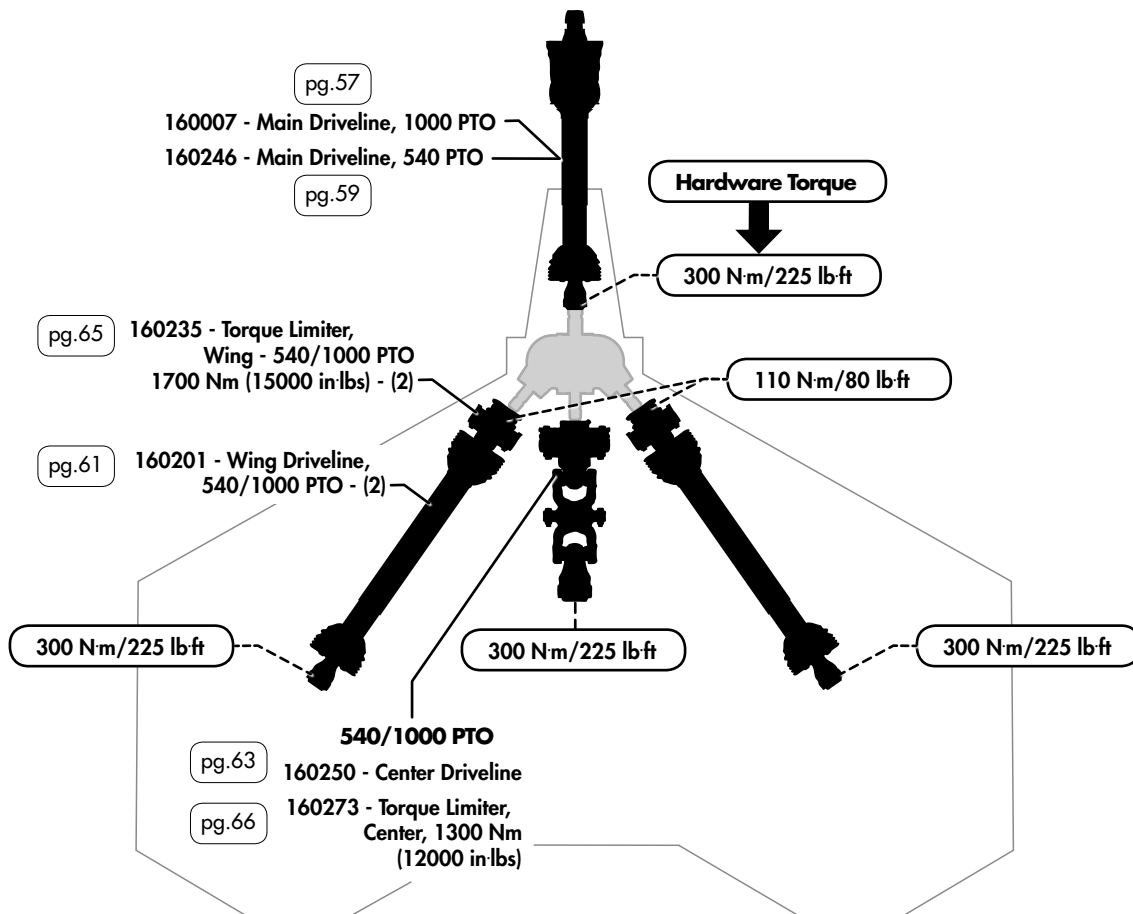 pg.57
160007 - Main Driveline, 1000 PTO
160246 - Main Driveline, 540 PTO
pg.59
Hardware Torque
300 N·m/225 lb·ft
pg.65
160235 - Torque Limiter,
Wing - 540/1000 PTO
1700 Nm (15000 in·lbs) - (2)
110 N·m/80 lb·ft
pg.61
160201 - Wing Driveline,
540/1000 PTO - (2)
300 N·m/225 lb·ft
300 N·m/225 lb·ft
300 N·m/225 lb·ft
540/1000 PTO
pg.63
160250 - Center Driveline
pg.66
160273 - Torque Limiter,
Center, 1300 Nm
(12000 in·lbs)